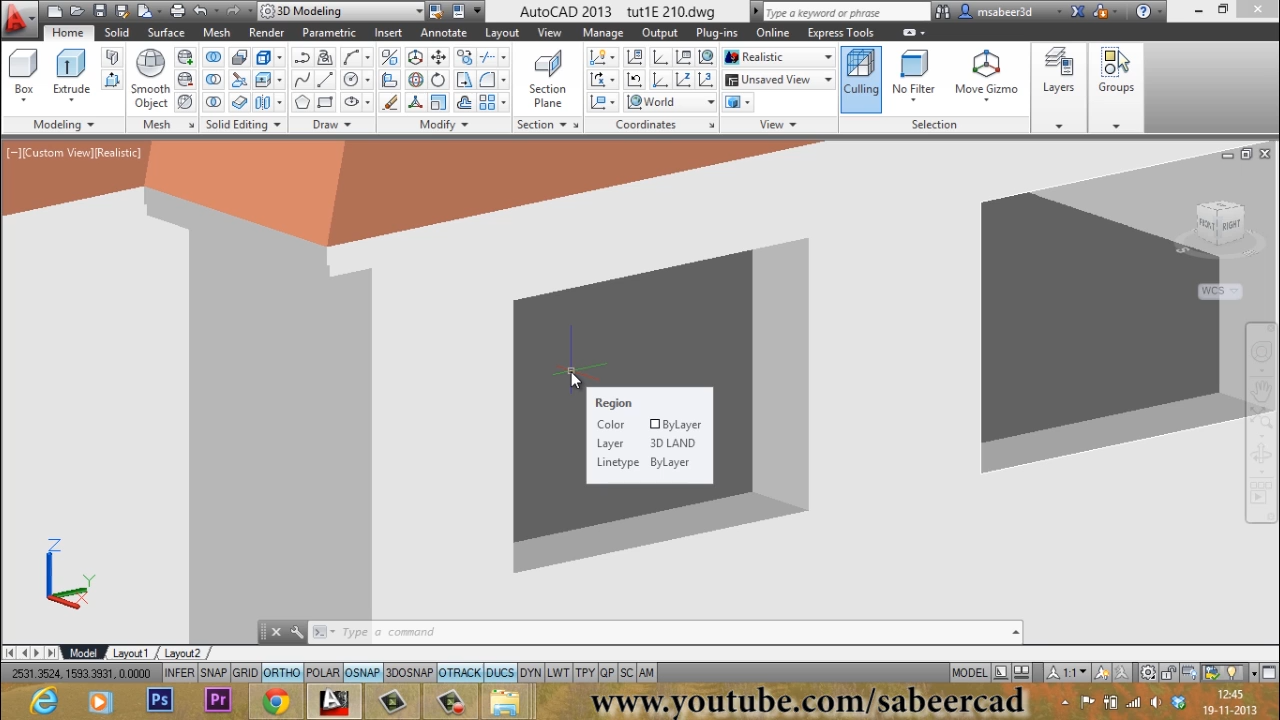 3D Modeling
AutoCAD 2013 tut1E 210.dwg
Type a keyword or phrase
msabeer3d
Home Solid Surface Mesh Render Parametric Insert Annotate Layout View Manage Output Plug-ins Online Express Tools
Box
Extrude
Smooth
Object
Section
Plane
World
Realistic
Unsaved View
Culling
No Filter
Move Gizmo
Layers
Groups
Modeling
Mesh
Solid Editing
Draw
Modify
Section
Coordinates
View
Selection
[−][Custom View][Realistic]
FRONT RIGHT
S
WCS
Region
Color ByLayer
Layer 3D LAND
Linetype ByLayer
Z
Y
X
Type a command
Model Layout1 Layout2
2531.3524, 1593.3931, 0.0000 INFER SNAP GRID ORTHO POLAR OSNAP 3DOSNAP OTRACK DUCS DYN LWT TPY QP SC AM MODEL 1:1
Ps Pr
www.youtube.com/sabeercad
12:45
19-11-2013